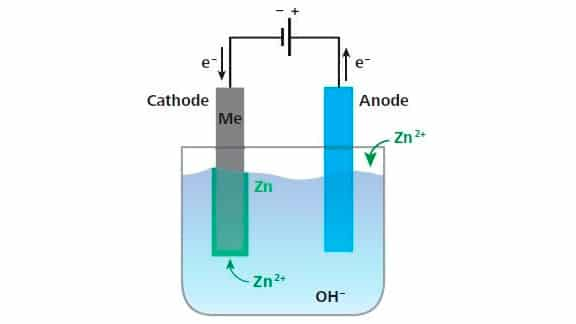 - +
e-
e-
Cathode
Anode
Me
Zn2+
Zn
Zn2+
OH-